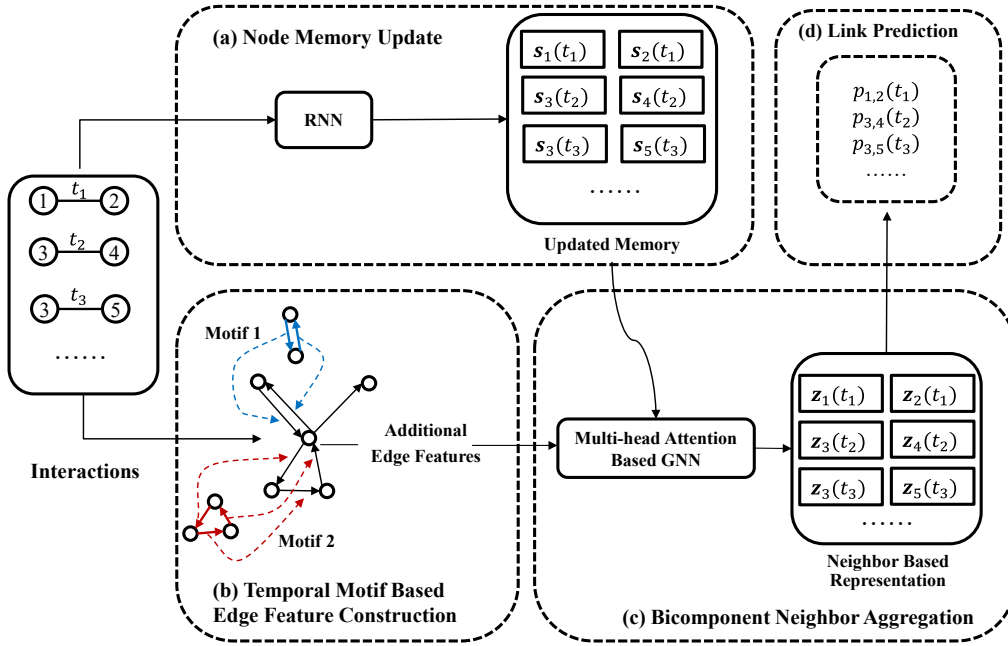 (a) Node Memory Update
RNN
s₁(t₁) s₂(t₁)
s₃(t₂) s₄(t₂)
s₃(t₃) s₅(t₃)
······
Updated Memory
(d) Link Prediction
p₁,₂(t₁)
p₃,₄(t₂)
p₃,₅(t₃)
······
t₁
1 2
t₂
3 4
t₃
3 5
······
Interactions
Motif 1
Motif 2
(b) Temporal Motif Based
Edge Feature Construction
Additional
Edge Features
Multi-head Attention
Based GNN
z₁(t₁) z₂(t₁)
z₃(t₂) z₄(t₂)
z₃(t₃) z₅(t₃)
······
Neighbor Based
Representation
(c) Bicomponent Neighbor Aggregation